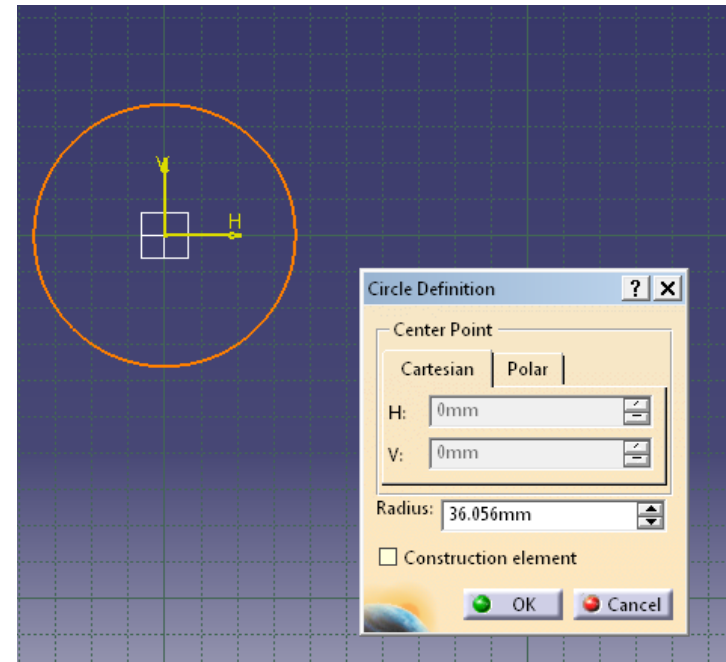 V
H
Circle Definition ?
Center Point
Cartesian Polar
H: 0mm
V: 0mm
Radius: 36.056mm
Construction element
OK Cancel